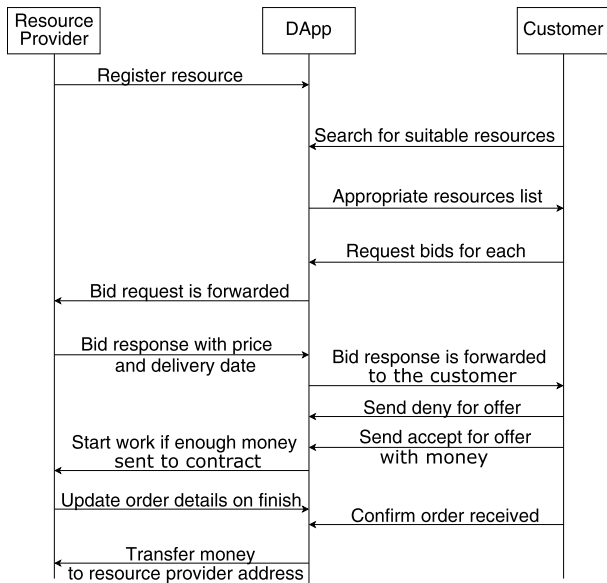 Resource
Provider
DApp
Customer
Register resource
Search for suitable resources
Appropriate resources list
Request bids for each
Bid request is forwarded
Bid response with price
and delivery date
Bid response is forwarded
to the customer
Send deny for offer
Send accept for offer
with money
Start work if enough money
sent to contract
Update order details on finish
Confirm order received
Transfer money
to resource provider address